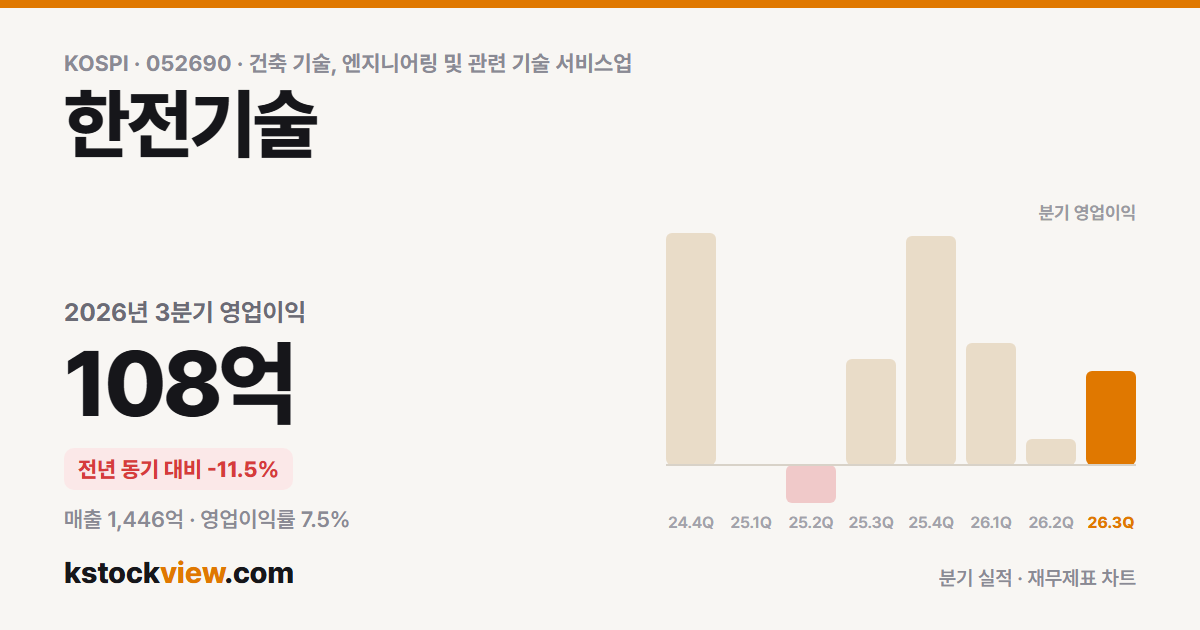 KOSPI · 052690 · 건축 기술, 엔지니어링 및 관련 기술 서비스업
한전기술
분기 영업이익
2026년 3분기 영업이익
108억
전년 동기 대비 -11.5%
매출 1,446억 · 영업이익률 7.5%
24.4Q 25.1Q 25.2Q 25.3Q 25.4Q 26.1Q 26.2Q 26.3Q
kstockview.com
분기 실적 · 재무제표 차트